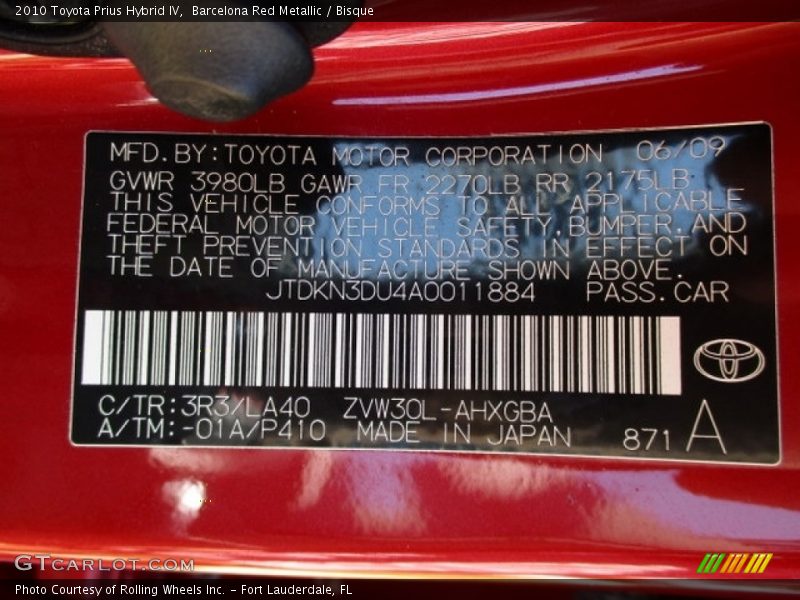 2010 Toyota Prius Hybrid IV,  Barcelona Red Metallic / Bisque
MFD. BY: TOYOTA MOTOR CORPORATION 06/09
GVWR 3980LB GAWR FR 2270LB RR 2175LB
THIS VEHICLE CONFORMS TO ALL APPLICABLE
FEDERAL MOTOR VEHICLE SAFETY, BUMPER, AND
THEFT PREVENTION STANDARDS IN EFFECT ON
THE DATE OF MANUFACTURE SHOWN ABOVE.
JTDKN3DU4A0011884 PASS. CAR
C/TR: 3R3/LA40 ZVW30L-AHXGBA
A/TM: -01A/P410 MADE IN JAPAN 871 A
GTCARLOT.COM
Photo Courtesy of Rolling Wheels Inc. – Fort Lauderdale, FL